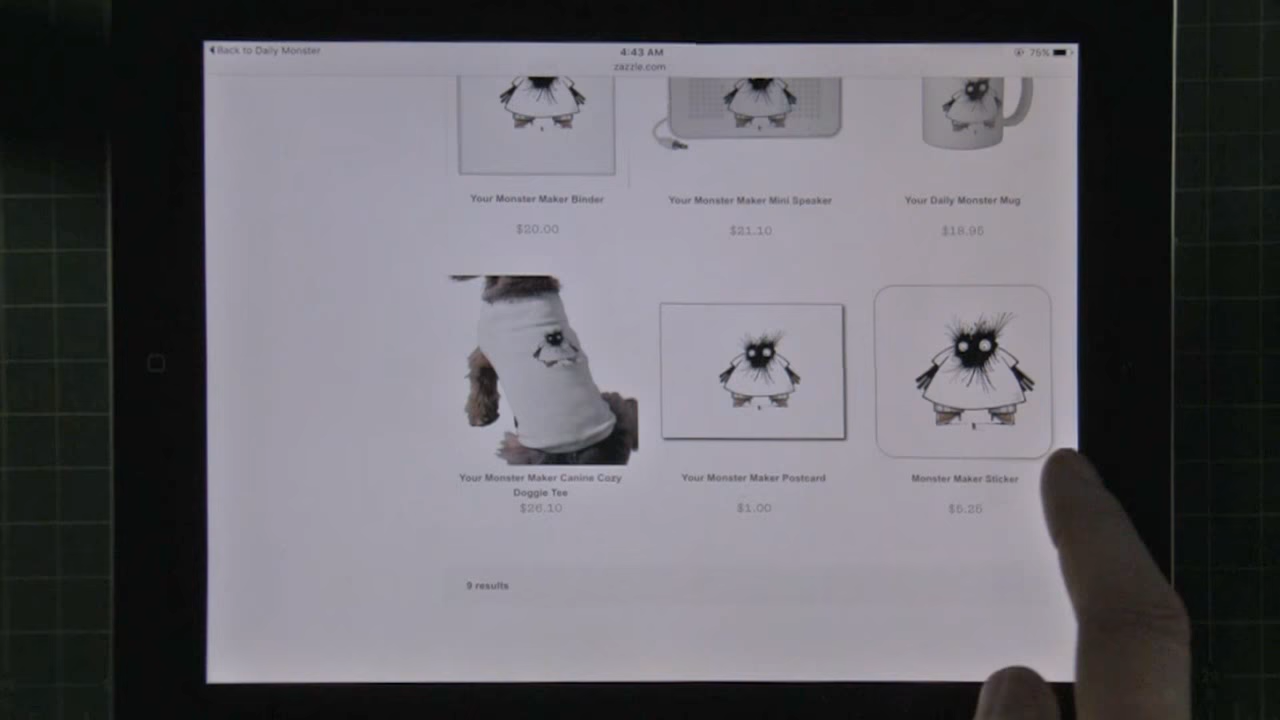 Back to Daily Monster
4:43 AM
75%
zazzle.com
Your Monster Maker Binder
Your Monster Maker Mini Speaker
Your Daily Monster Mug
$20.00
$21.10
$18.95
Your Monster Maker Canine Cozy
Doggie Tee
Your Monster Maker Postcard
Monster Maker Sticker
$26.10
$1.00
$5.25
9 results